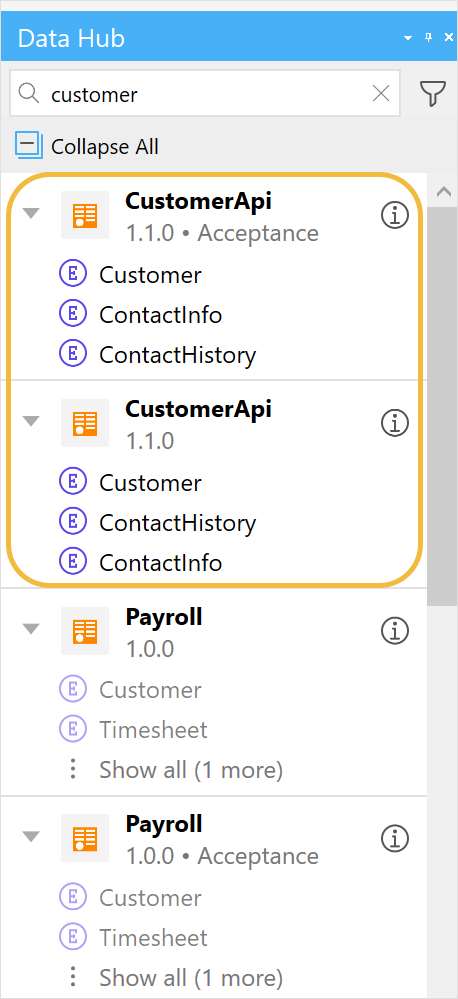 Data Hub
customer
Collapse All
CustomerApi
1.1.0 • Acceptance
E Customer
E ContactInfo
E ContactHistory
CustomerApi
1.1.0
E Customer
E ContactHistory
E ContactInfo
Payroll
1.0.0
E Customer
E Timesheet
Show all (1 more)
Payroll
1.0.0 • Acceptance
E Customer
E Timesheet
Show all (1 more)